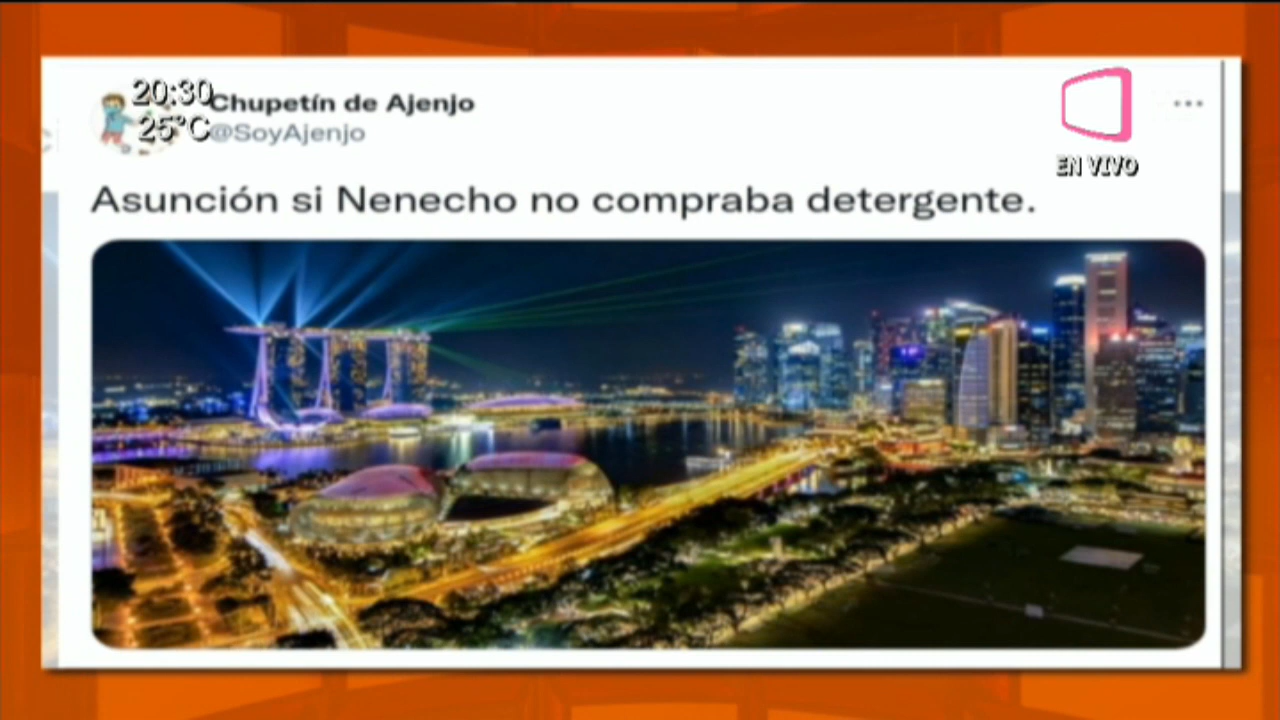 20:30
25°C
Chupetín de Ajenjo
@SoyAjenjo
EN VIVO
Asunción si Nenecho no compraba detergente.